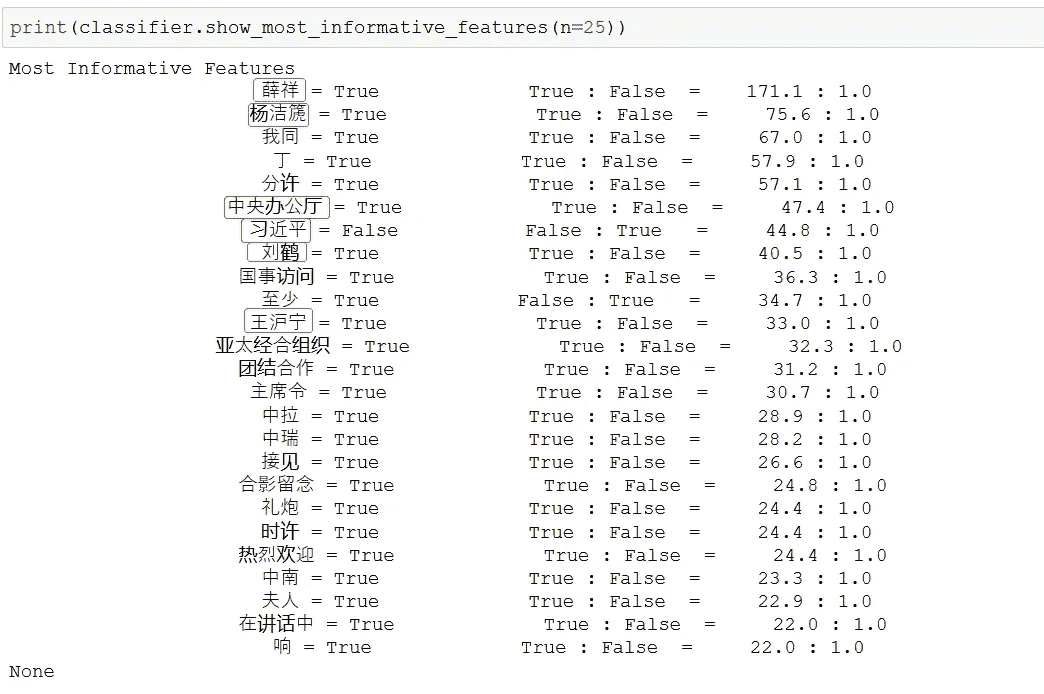 print(classifier.show_most_informative_features(n=25))
Most Informative Features
薛祥 = True True : False = 171.1 : 1.0
杨洁篪 = True True : False = 75.6 : 1.0
我同 = True True : False = 67.0 : 1.0
丁 = True True : False = 57.9 : 1.0
分许 = True True : False = 57.1 : 1.0
中央办公厅 = True True : False = 47.4 : 1.0
习近平 = False False : True = 44.8 : 1.0
刘鹤 = True True : False = 40.5 : 1.0
国事访问 = True True : False = 36.3 : 1.0
至少 = True False : True = 34.7 : 1.0
王沪宁 = True True : False = 33.0 : 1.0
亚太经合组织 = True True : False = 32.3 : 1.0
团结合作 = True True : False = 31.2 : 1.0
主席令 = True True : False = 30.7 : 1.0
中拉 = True True : False = 28.9 : 1.0
中瑞 = True True : False = 28.2 : 1.0
接见 = True True : False = 26.6 : 1.0
合影留念 = True True : False = 24.8 : 1.0
礼炮 = True True : False = 24.4 : 1.0
时许 = True True : False = 24.4 : 1.0
热烈欢迎 = True True : False = 24.4 : 1.0
中南 = True True : False = 23.3 : 1.0
夫人 = True True : False = 22.9 : 1.0
在讲话中 = True True : False = 22.0 : 1.0
响 = True True : False = 22.0 : 1.0
None